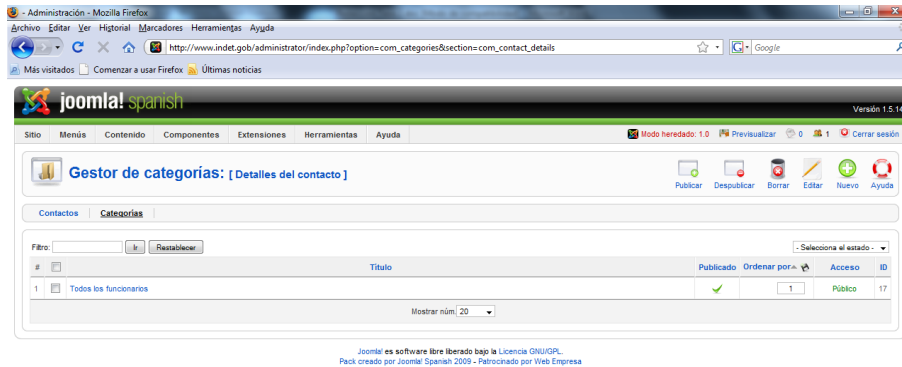 - Administración - Mozilla Firefox
Archivo Editar Ver Historial Marcadores Herramientas Ayuda
http://www.indet.gob/administrator/index.php?option=com_categories&section=com_contact_details
Google
Más visitados Comenzar a usar Firefox Últimas noticias
joomla! spanish
Versión 1.5.14
Sitio Menús Contenido Componentes Extensiones Herramientas Ayuda Modo heredado: 1.0 Previsualizar 0 1 Cerrar sesión
Gestor de categorías: [ Detalles del contacto ]
Publicar Despublicar Borrar Editar Nuevo Ayuda
Contactos Categorías
Filtro: Ir Restablecer - Selecciona el estado -
# Título Publicado Ordenar por Acceso ID
1 Todos los funcionarios 1 Público 17
Mostrar núm. 20
Joomla! es software libre liberado bajo la Licencia GNU/GPL.
Pack creado por Joomla! Spanish 2009 - Patrocinado por Web Empresa